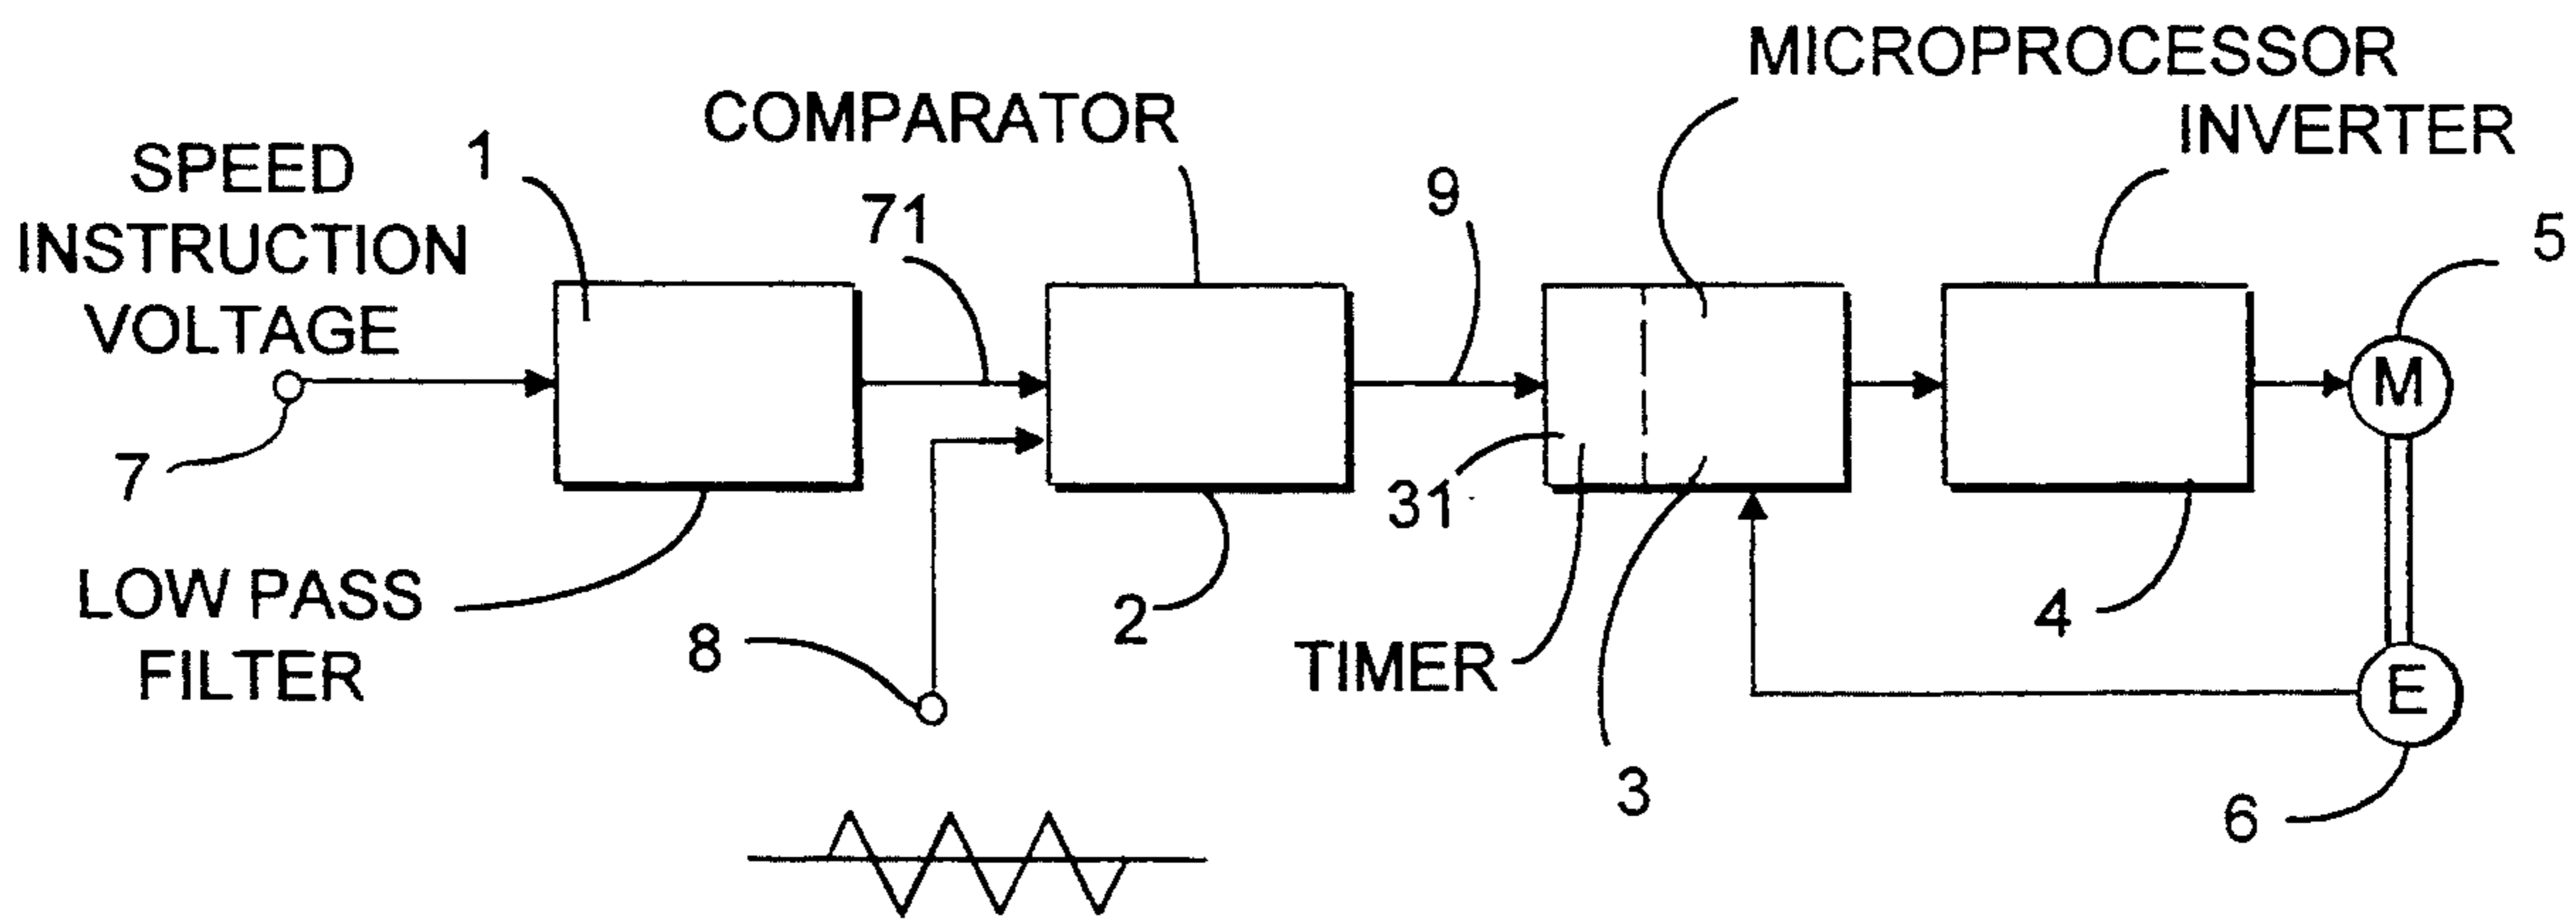 MICROPROCESSOR
COMPARATOR
INVERTER
SPEED
INSTRUCTION
VOLTAGE
1
71
9
5
7
M
31
LOW PASS
FILTER
8
2
TIMER
3
4
E
6